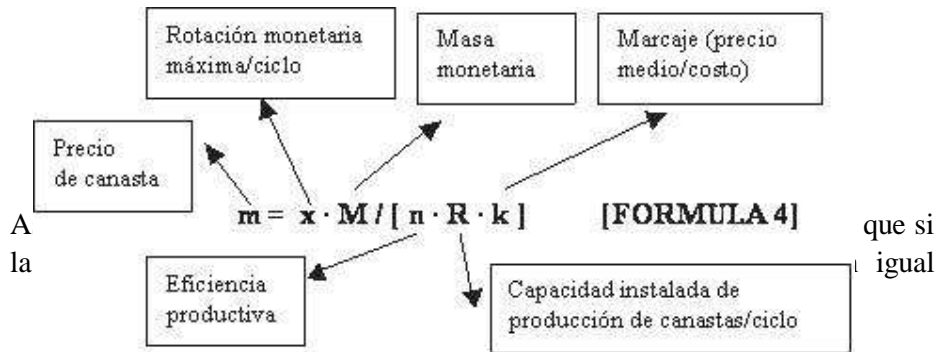 Rotación monetaria
máxima/ciclo
Masa
monetaria
Marcaje (precio
medio/costo)
Precio
de canasta
m = x · M / [ n · R · k ] [FORMULA 4]
A que si
la igual
Eficiencia
productiva
Capacidad instalada de
producción de canastas/ciclo